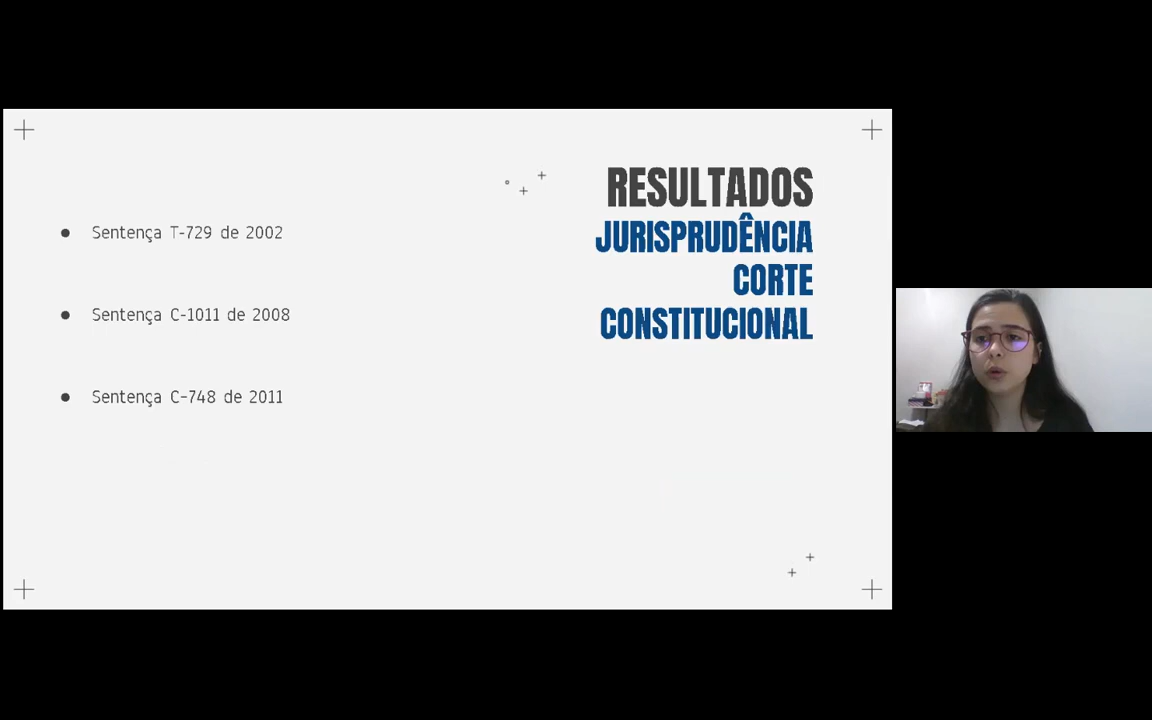 RESULTADOS
JURISPRUDÊNCIA
CORTE
CONSTITUCIONAL
● Sentença T-729 de 2002
● Sentença C-1011 de 2008
● Sentença C-748 de 2011